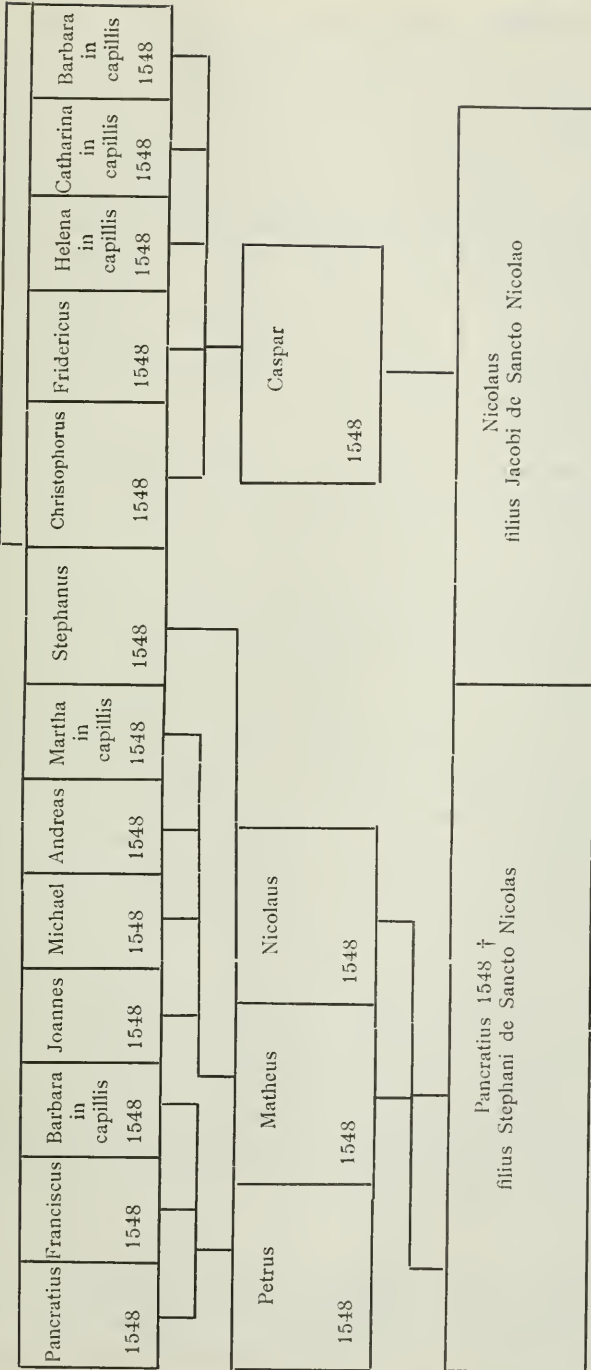 Pancratius
1548
Franciscus
1548
Barbara
in
capillis
1548
Joannes
1548
Michael
1548
Andreas
1548
Martha
in
capillis
1548
Stephanus
1548
Christophorus
1548
Fridericus
1548
Helena
in
capillis
1548
Catharina
in
capillis
1548
Barbara
in
capillis
1548
Petrus
1548
Matheus
1548
Nicolaus
1548
Caspar
1548
Pancratius 1548 †
filius Stephani de Sancto Nicolas
Nicolaus
filius Jacobi de Sancto Nicolao